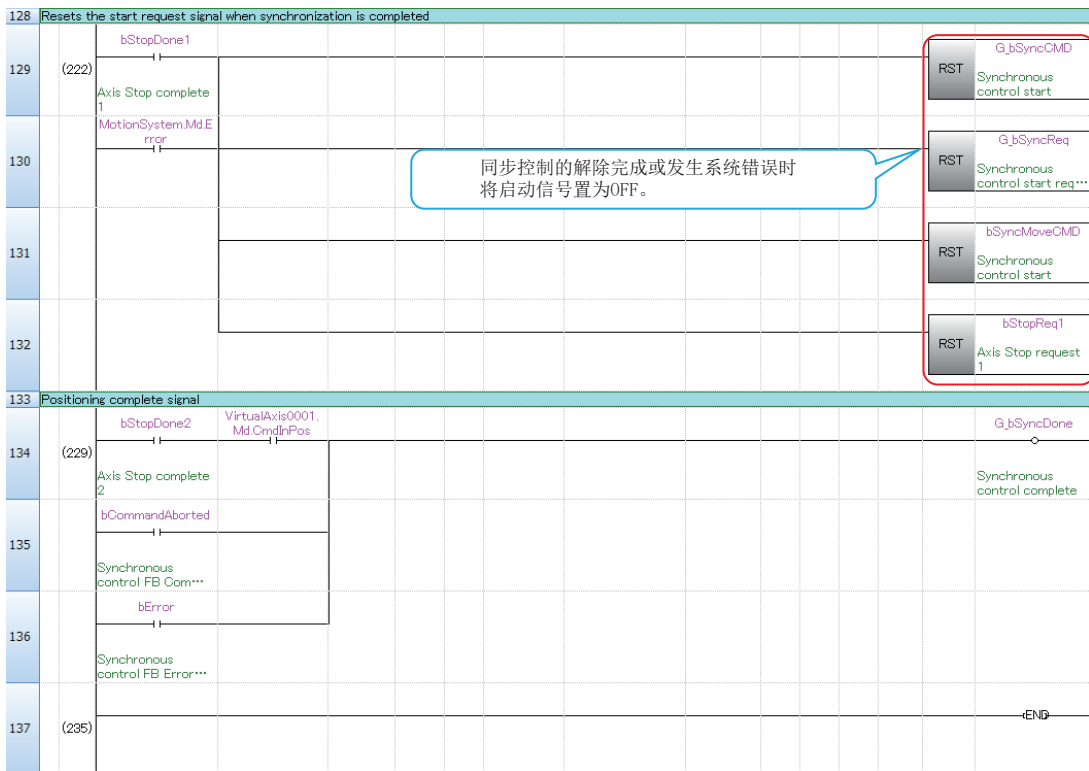 128 Resets the start request signal when synchronization is completed
bStopDone1
G_bSyncCMD
129 (222)
RST
Axis Stop complete
1
Synchronous
control start
MotionSystem.Md.E
rror
G_bSyncReq
130
RST
同步控制的解除完成或发生系统错误时
将启动信号置为OFF。
Synchronous
control start req···
bSyncMoveCMD
131
RST
Synchronous
control start
bStopReq1
132
RST
Axis Stop request
1
133 Positioning complete signal
bStopDone2
VirtualAxis0001.
Md.CmdInPos
G_bSyncDone
134 (229)
Axis Stop complete
2
Synchronous
control complete
bCommandAborted
135
Synchronous
control FB Com···
bError
136
Synchronous
control FB Error···
137 (235)
END